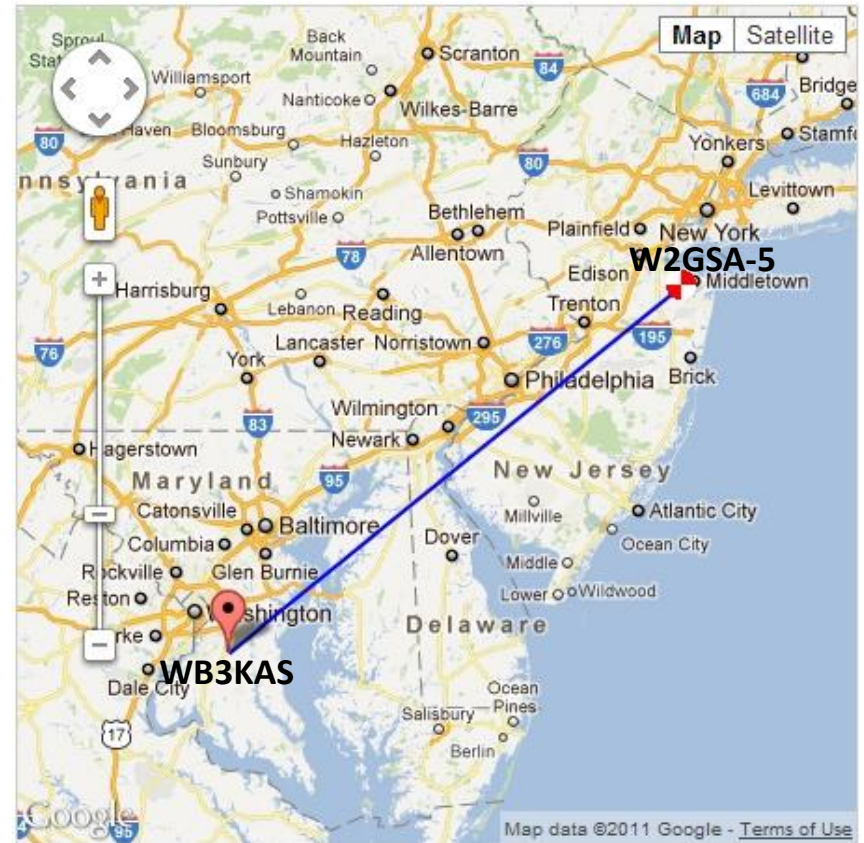 Map Satellite
Back
Mountain
Scranton
84
684
Bridge
Williamsport
Nanticoke
Wilkes-Barre
80
Haven
Bloomsburg
Hazleton
80
Yonkers
Stamfo
Sunbury
nnsylvania
Shamokin
Levittown
Pottsville
Bethlehem
Plainfield
New York
78
Allentown
Edison
W2GSA-5
Middletown
Harrisburg
Lebanon
Reading
Trenton
76
Lancaster
Norristown
276
195
York
Philadelphia
Brick
83
Wilmington
295
Hagerstown
Newark
Maryland
95
New Jersey
Catonsville
Baltimore
Millville
Atlantic City
Columbia
Dover
Ocean City
Rockville
Glen Burnie
Middle
Reston
Lower
Wildwood
Washington
Delaware
rke
WB3KAS
Dale City
Ocean
Pines
Salisbury
17
Berlin
Google
95
Map data ©2011 Google - Terms of Use